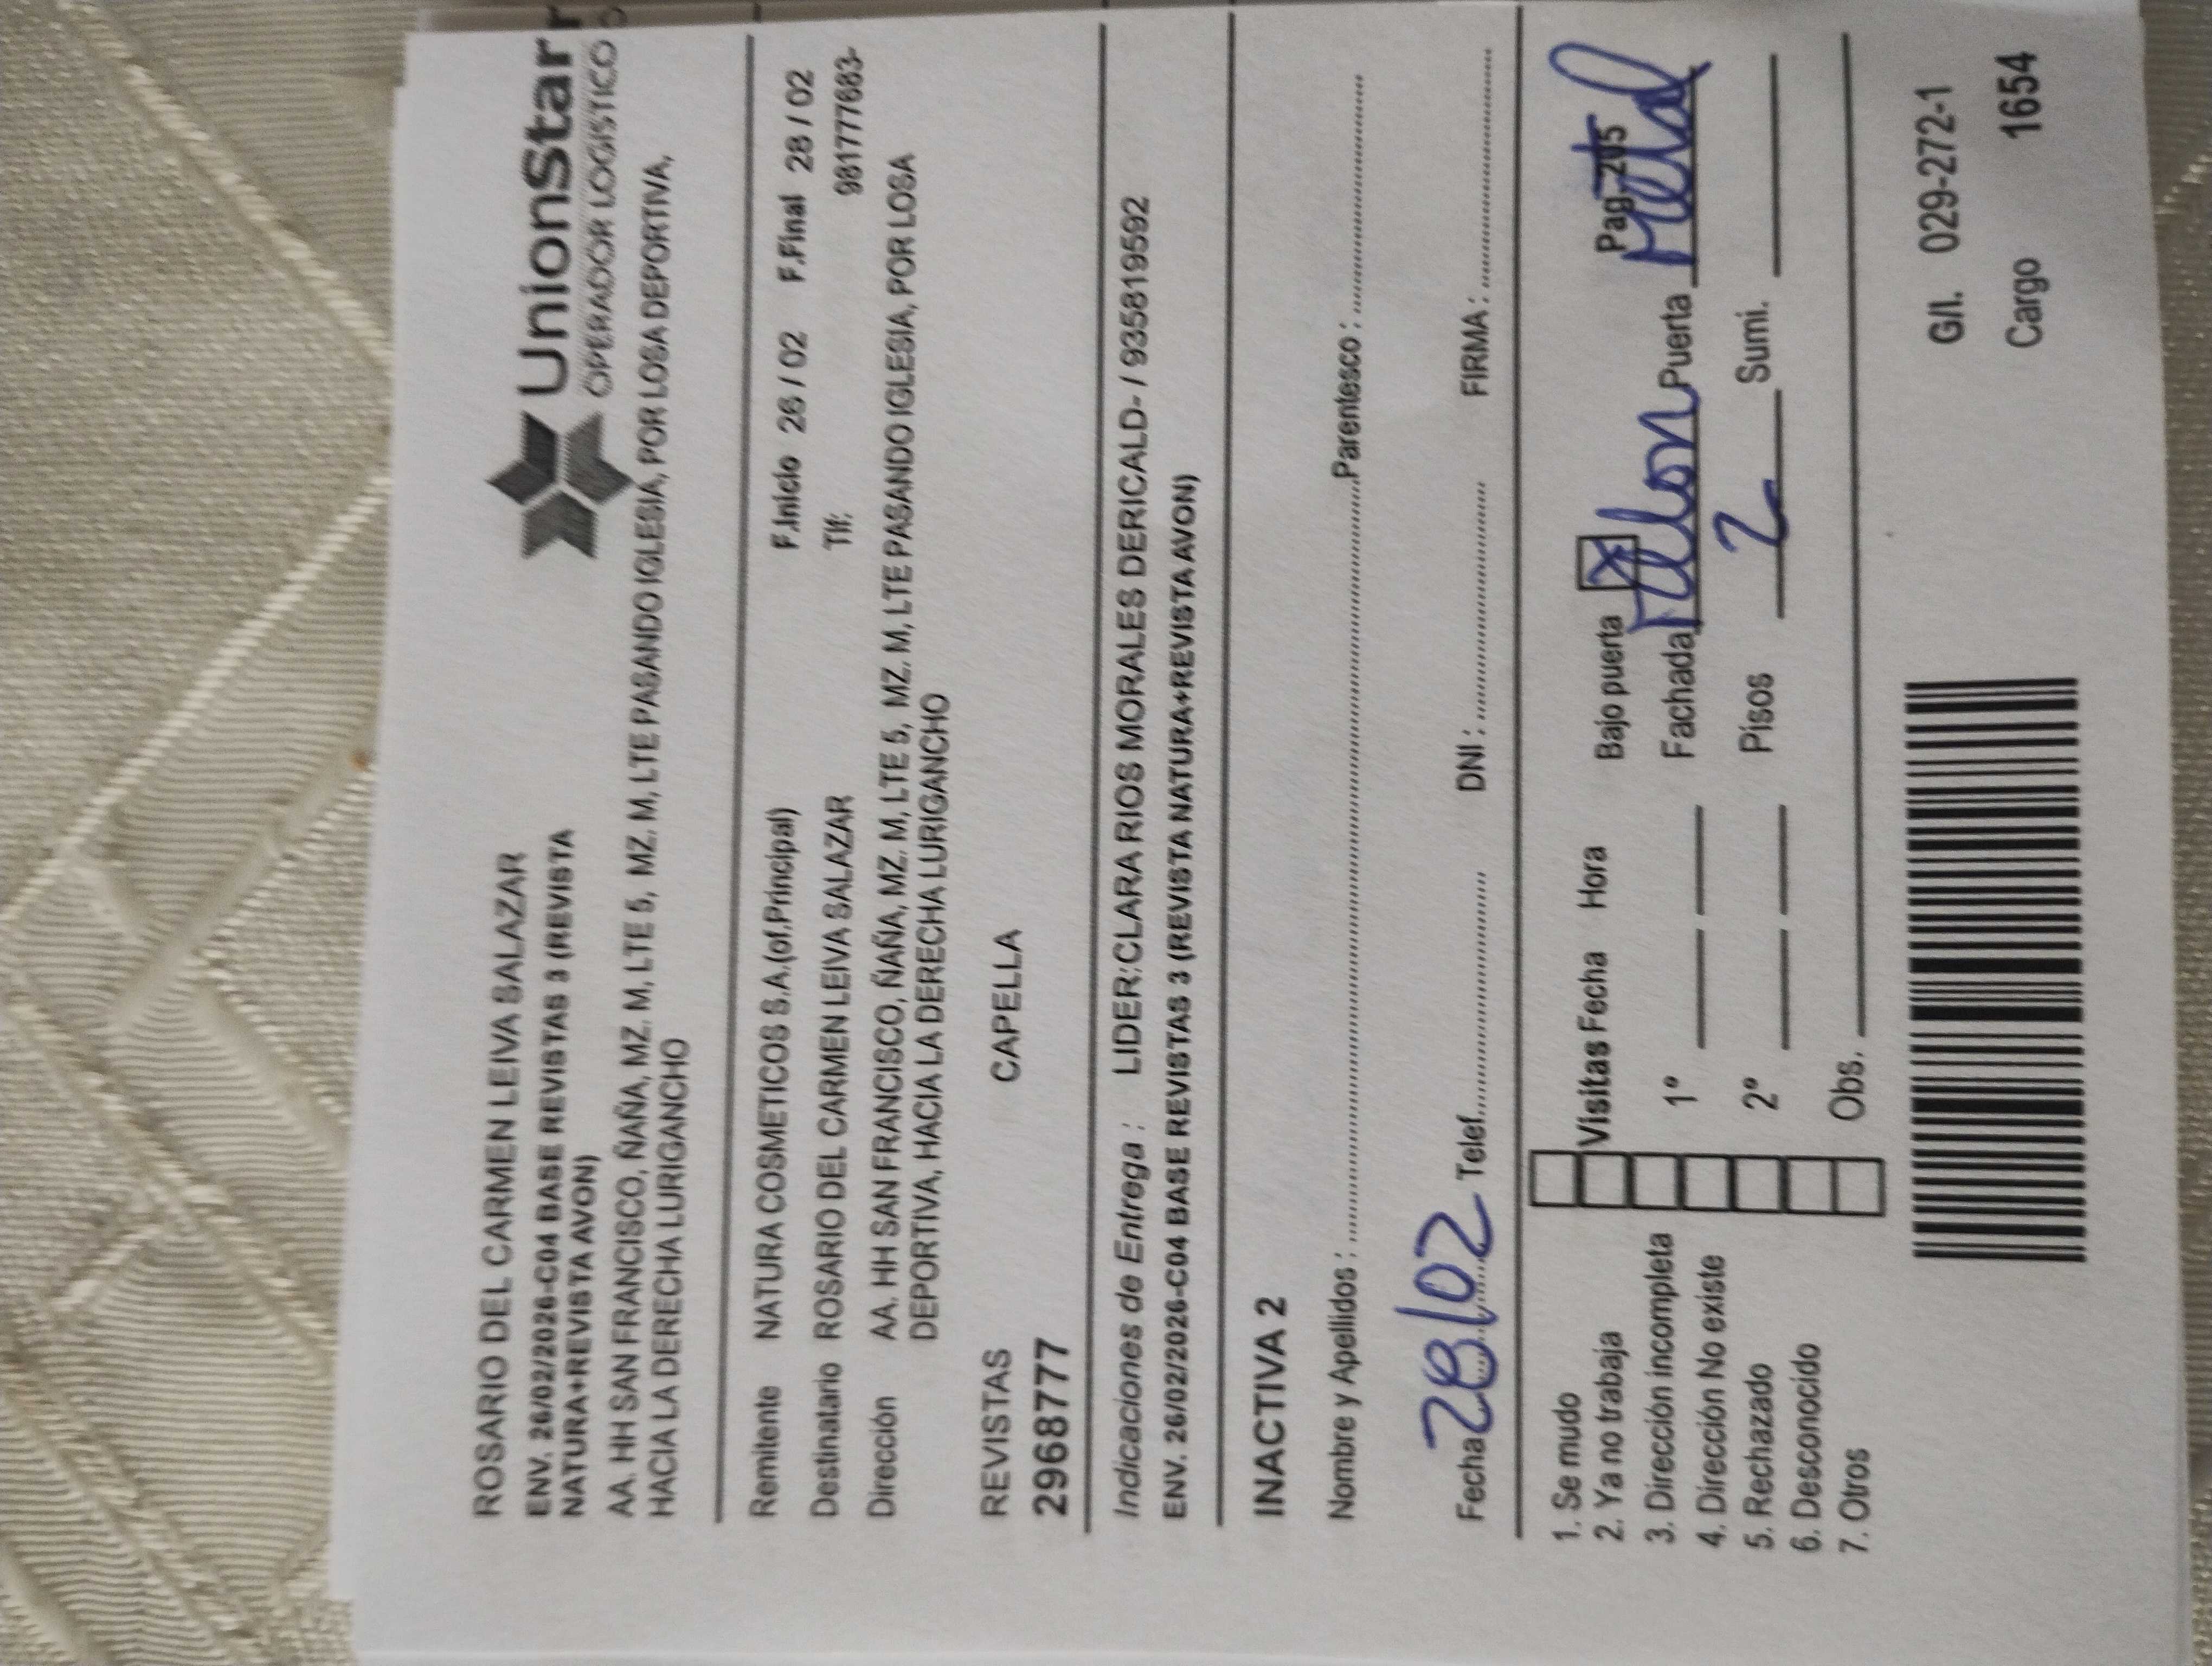 UnionStar
OPERADOR LOGISTICO
ROSARIO DEL CARMEN LEIVA SALAZAR
ENV. 26/02/2026-C04 BASE REVISTAS 3 (REVISTA
NATURA+REVISTA AVON)
AA. HH SAN FRANCISCO, ÑAÑA, MZ. M, LTE 5, MZ. M, LTE PASANDO IGLESIA, POR LOSA DEPORTIVA,
HACIA LA DERECHA LURIGANCHO
Remitente NATURA COSMETICOS S.A.(of.Principal) F.Inicio 26 / 02 F.Final 28 / 02
Destinatario ROSARIO DEL CARMEN LEIVA SALAZAR Tlf: 981777683-
Dirección AA. HH SAN FRANCISCO, ÑAÑA, MZ. M, LTE 5, MZ. M, LTE PASANDO IGLESIA, POR LOSA
DEPORTIVA, HACIA LA DERECHA LURIGANCHO
REVISTAS CAPELLA
2968777
Indicaciones de Entrega : LIDER:CLARA RIOS MORALES DERICALD- / 935819592
ENV. 26/02/2026-C04 BASE REVISTAS 3 (REVISTA NATURA+REVISTA AVON)
INACTIVA 2
Nombre y Apellidos : Parentesco :
Fecha 28/02 Telef. DNI : FIRMA :
1. Se mudo
2. Ya no trabaja Visitas Fecha Hora Bajo puerta X Pag-205
3. Dirección incompleta
4. Dirección No existe 1º Fachada Puerta Metal
5. Rechazado 2º Pisos 2 Sumi.
6. Desconocido
7. Otros Obs.
G/I. 029-272-1
Cargo 1654